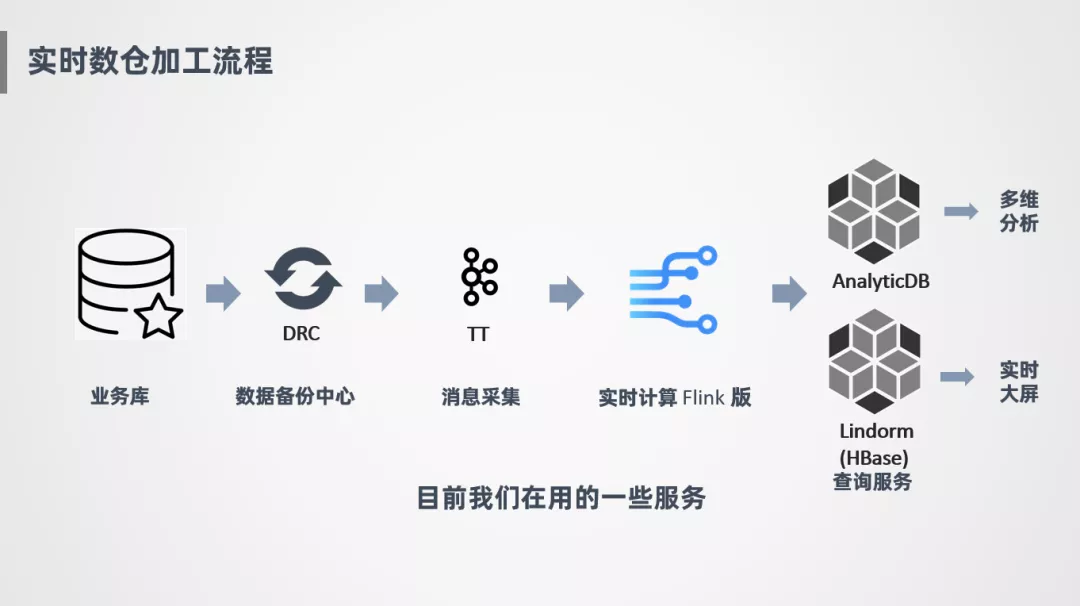 实时数仓加工流程
DRC
TT
AnalyticDB
多维
分析
Lindorm
(HBase)
查询服务
实时
大屏
业务库
数据备份中心
消息采集
实时计算 Flink 版
目前我们在用的一些服务